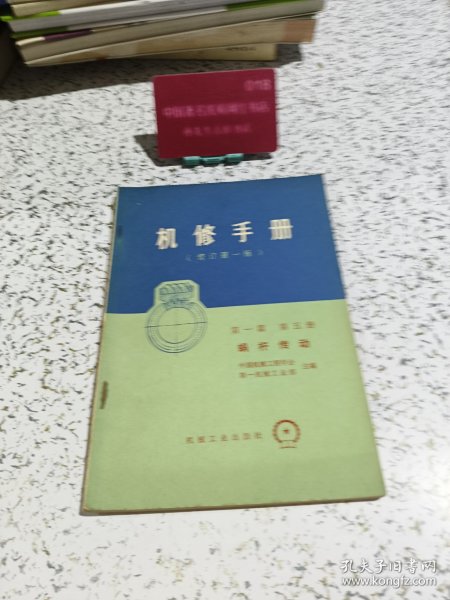 018
机修手册
（修订第一版）
第一篇 第五册
蜗杆传动
中国机械工程学会
第一机械工业部 主编
机械工业出版社
孔夫子旧书网
www.kongfz.com